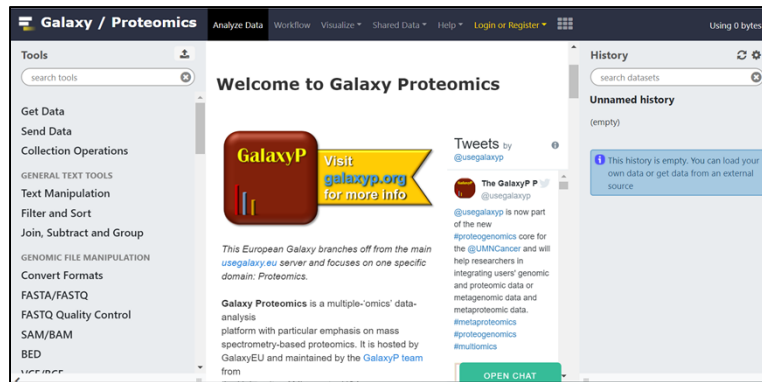 Galaxy / Proteomics
Analyze Data Workflow Visualize Shared Data Help Login or Register
Using 0 bytes
Tools
search tools
Get Data
Send Data
Collection Operations
GENERAL TEXT TOOLS
Text Manipulation
Filter and Sort
Join, Subtract and Group
GENOMIC FILE MANIPULATION
Convert Formats
FASTA/FASTQ
FASTQ Quality Control
SAM/BAM
BED
Welcome to Galaxy Proteomics
GalaxyP
Visit
galaxyp.org
for more info
This European Galaxy branches off from the main
usegalaxy.eu server and focuses on one specific
domain: Proteomics.
Galaxy Proteomics is a multiple-'omics' data-
analysis
platform with particular emphasis on mass
spectrometry-based proteomics. It is hosted by
GalaxyEU and maintained by the GalaxyP team
from
Tweets by
@usegalaxyp
The GalaxyP P
@usegalaxyp
@usegalaxyp is now part
of the new
#proteogenomics core for
the @UMNCancer and will
help researchers in
integrating users' genomic
and proteomic data or
metagenomic data and
metaproteomic data.
#metaproteomics
#proteogenomics
#multiomics
OPEN CHAT
History
search datasets
Unnamed history
(empty)
This history is empty. You can load your
own data or get data from an external
source